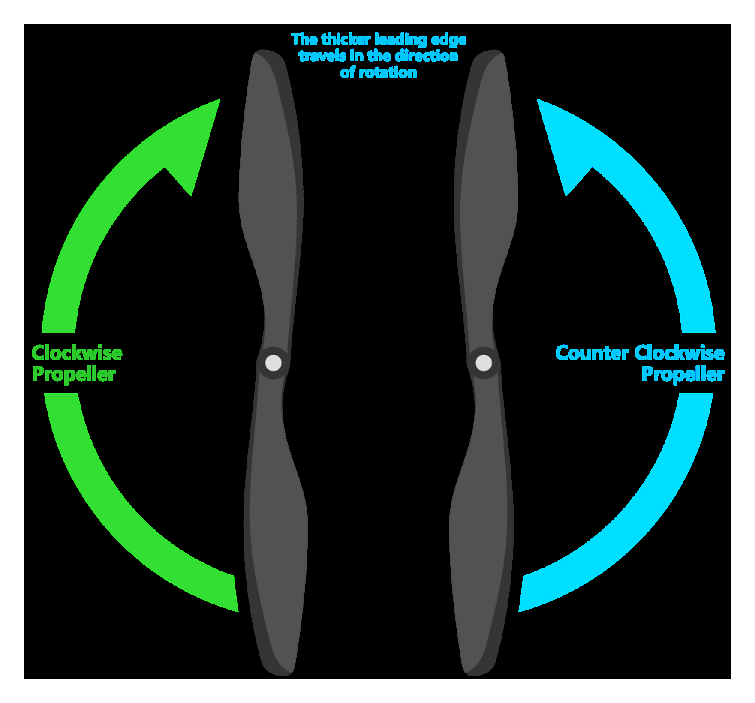 The thicker leading edge
travels in the direction
of rotation
Clockwise
Propeller
Counter Clockwise
Propeller